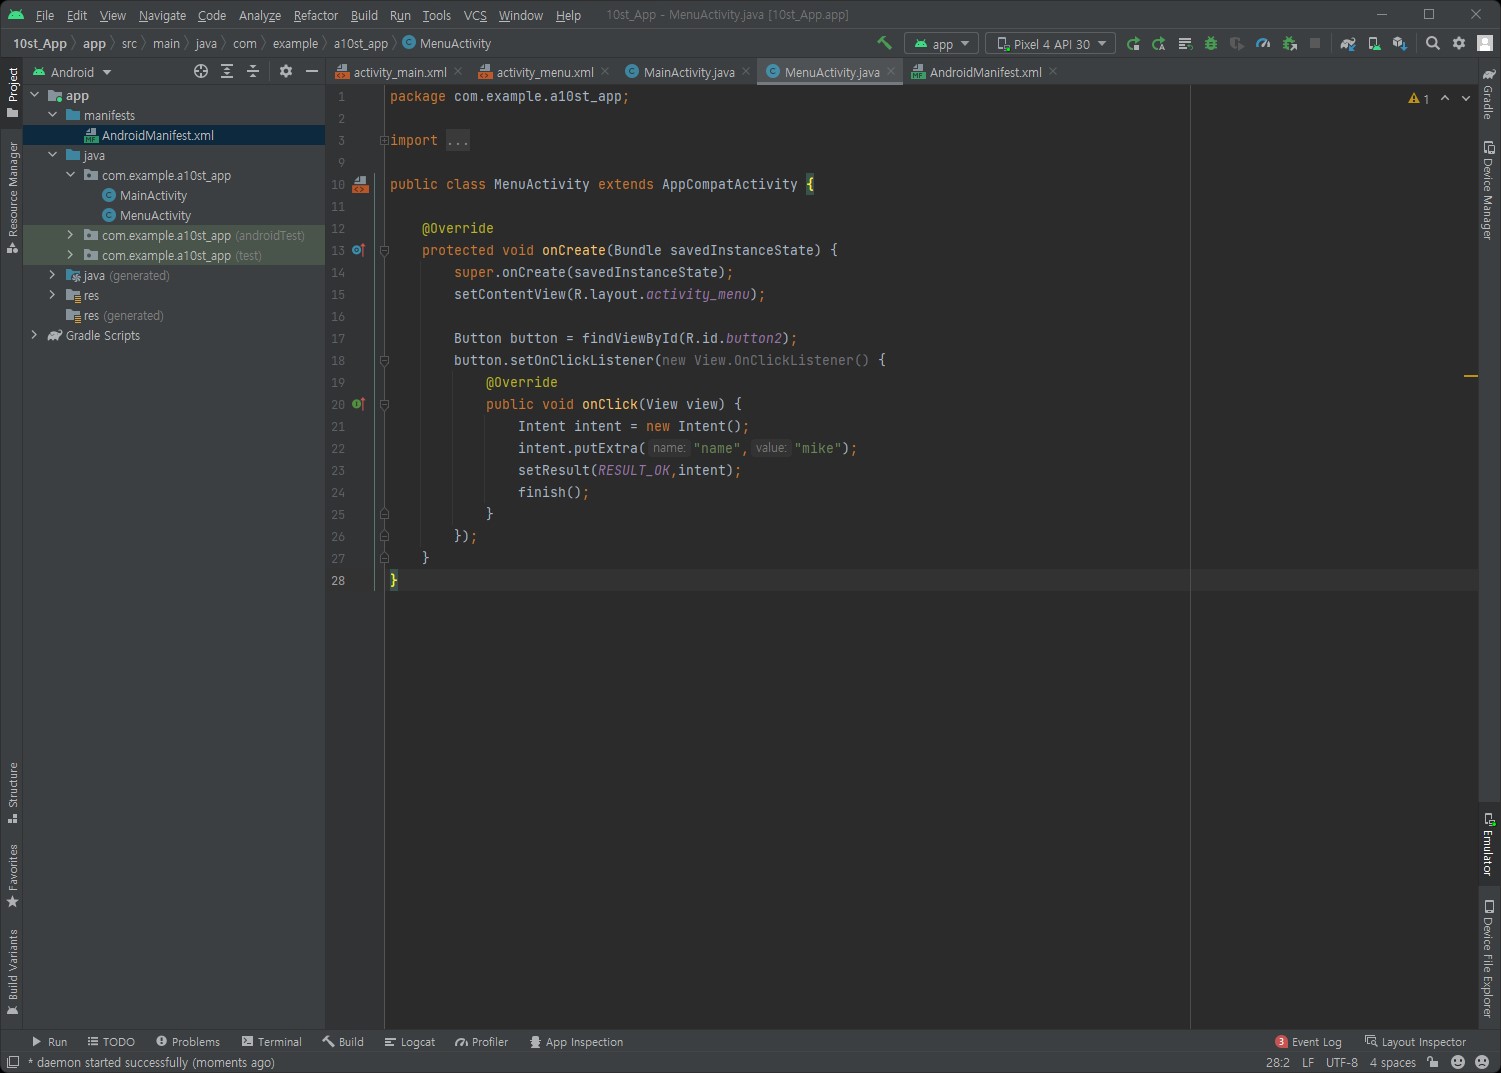 File Edit View Navigate Code Analyze Refactor Build Run Tools VCS Window Help 10st_App - MenuActivity.java [10st_App.app]
10st_App app src main java com example a10st_app MenuActivity app Pixel 4 API 30
Project
Resource Manager
Structure
Favorites
Build Variants
Android
app
manifests
AndroidManifest.xml
java
com.example.a10st_app
MainActivity
MenuActivity
com.example.a10st_app (androidTest)
com.example.a10st_app (test)
java (generated)
res
res (generated)
Gradle Scripts
activity_main.xml activity_menu.xml MainActivity.java MenuActivity.java AndroidManifest.xml
1 package com.example.a10st_app; 1
2
3 import ...
9
10 public class MenuActivity extends AppCompatActivity {
11
12 @Override
13 protected void onCreate(Bundle savedInstanceState) {
14 super.onCreate(savedInstanceState);
15 setContentView(R.layout.activity_menu);
16
17 Button button = findViewById(R.id.button2);
18 button.setOnClickListener(new View.OnClickListener() {
19 @Override
20 public void onClick(View view) {
21 Intent intent = new Intent();
22 intent.putExtra( name: "name", value: "mike");
23 setResult(RESULT_OK,intent);
24 finish();
25 }
26 });
27 }
28 }
Gradle
Device Manager
Emulator
Device File Explorer
Run TODO Problems Terminal Build Logcat Profiler App Inspection 3 Event Log Layout Inspector
* daemon started successfully (moments ago) 28:2 LF UTF-8 4 spaces